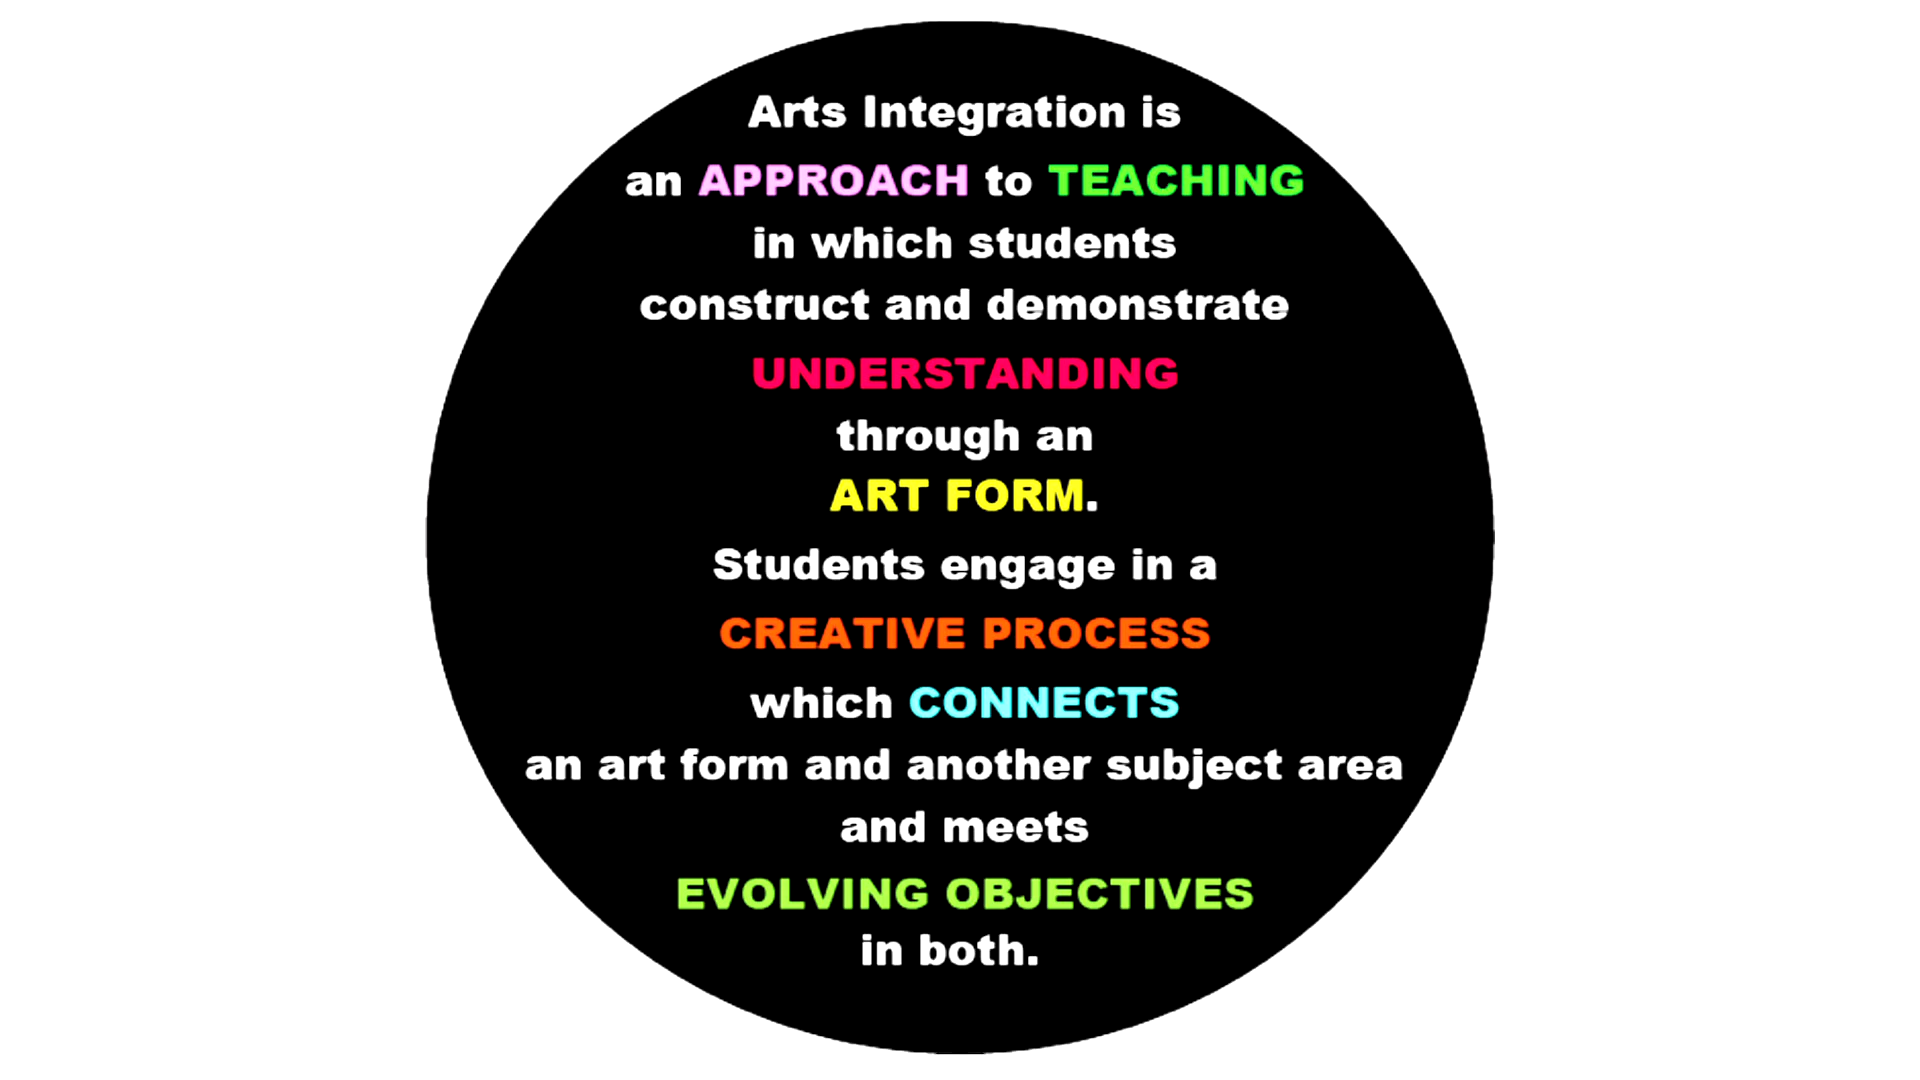 Arts Integration is
an APPROACH to TEACHING
in which students
construct and demonstrate
UNDERSTANDING
through an
ART FORM.
Students engage in a
CREATIVE PROCESS
which CONNECTS
an art form and another subject area
and meets
EVOLVING OBJECTIVES
in both.